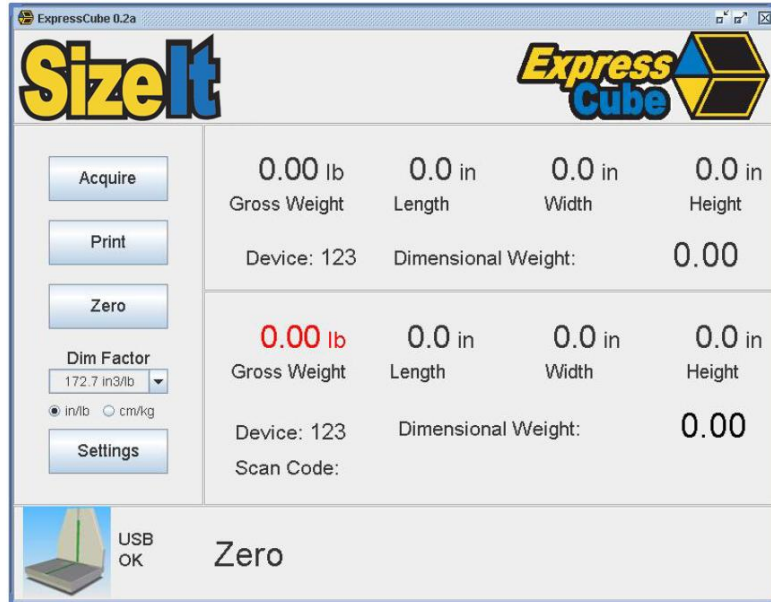 ExpressCube 0.2a
SizeIt
Express
Cube
Acquire
Print
Zero
Dim Factor
172.7 in3/lb
in/lb cm/kg
Settings
0.00 lb 0.0 in 0.0 in 0.0 in
Gross Weight Length Width Height
Device: 123 Dimensional Weight: 0.00
0.00 lb 0.0 in 0.0 in 0.0 in
Gross Weight Length Width Height
Device: 123 Dimensional Weight: 0.00
Scan Code:
USB
OK
Zero